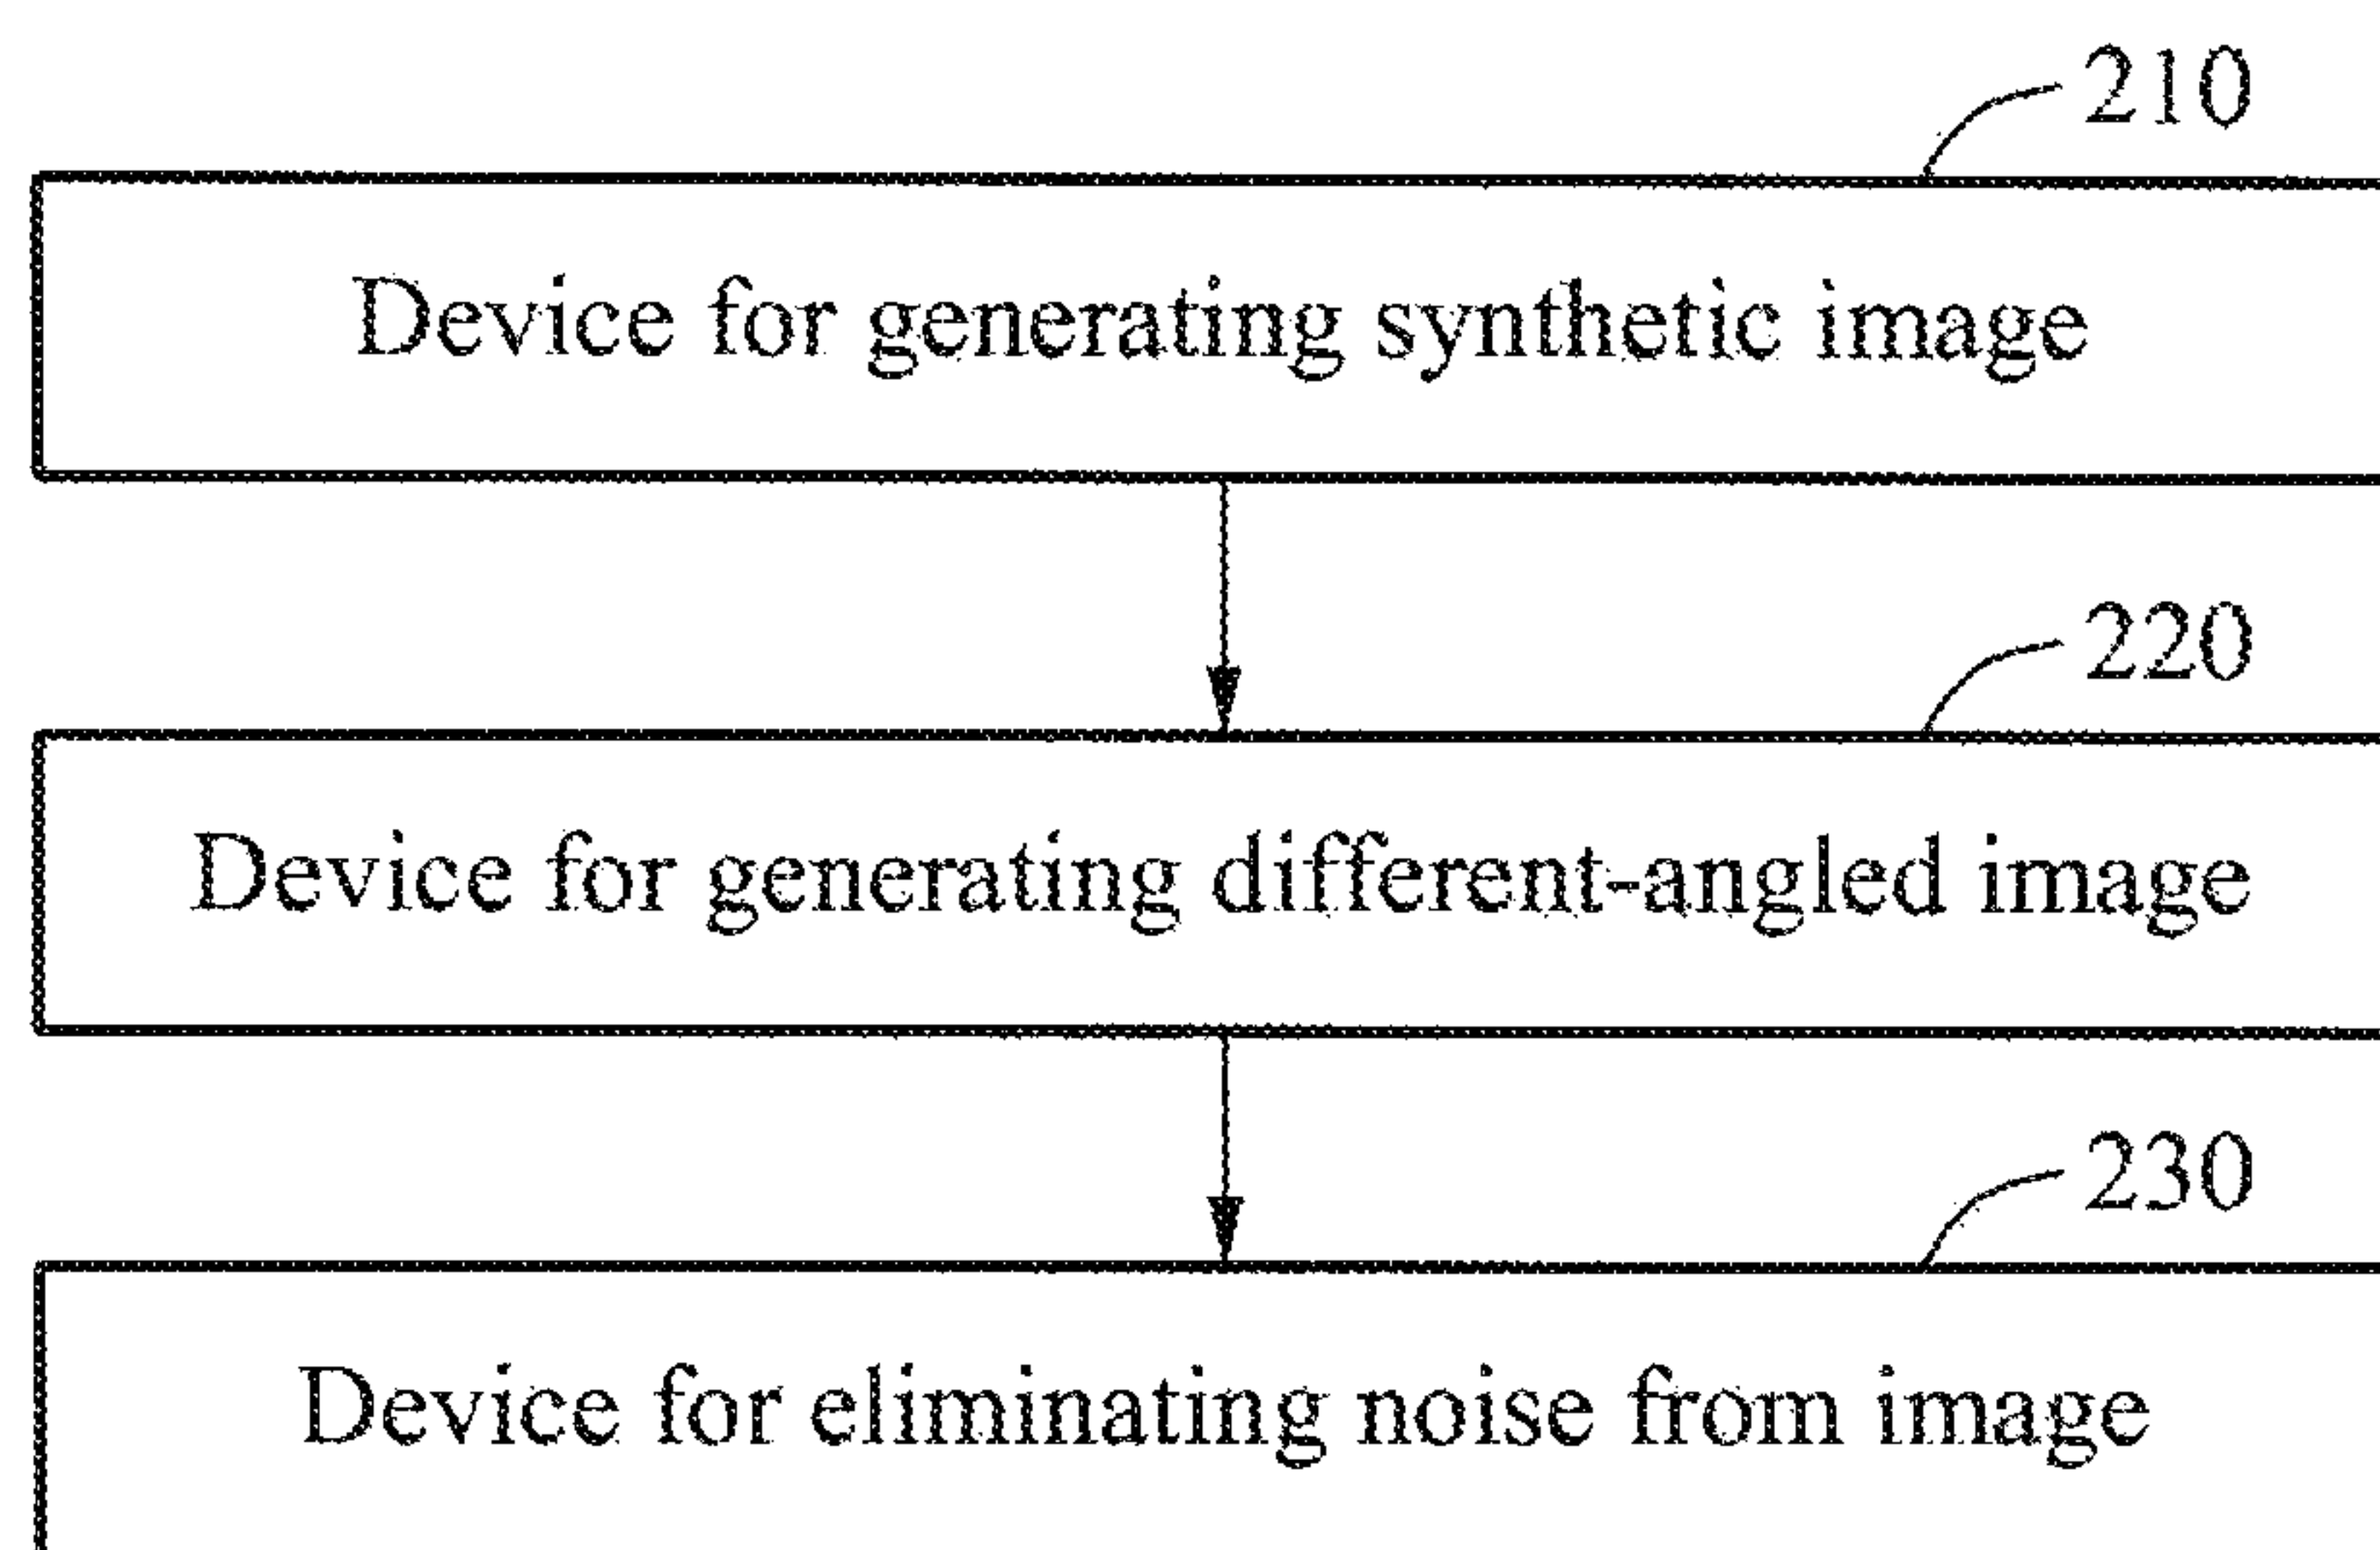 210
Device for generating synthetic image
220
Device for generating different-angled image
230
Device for eliminating noise from image